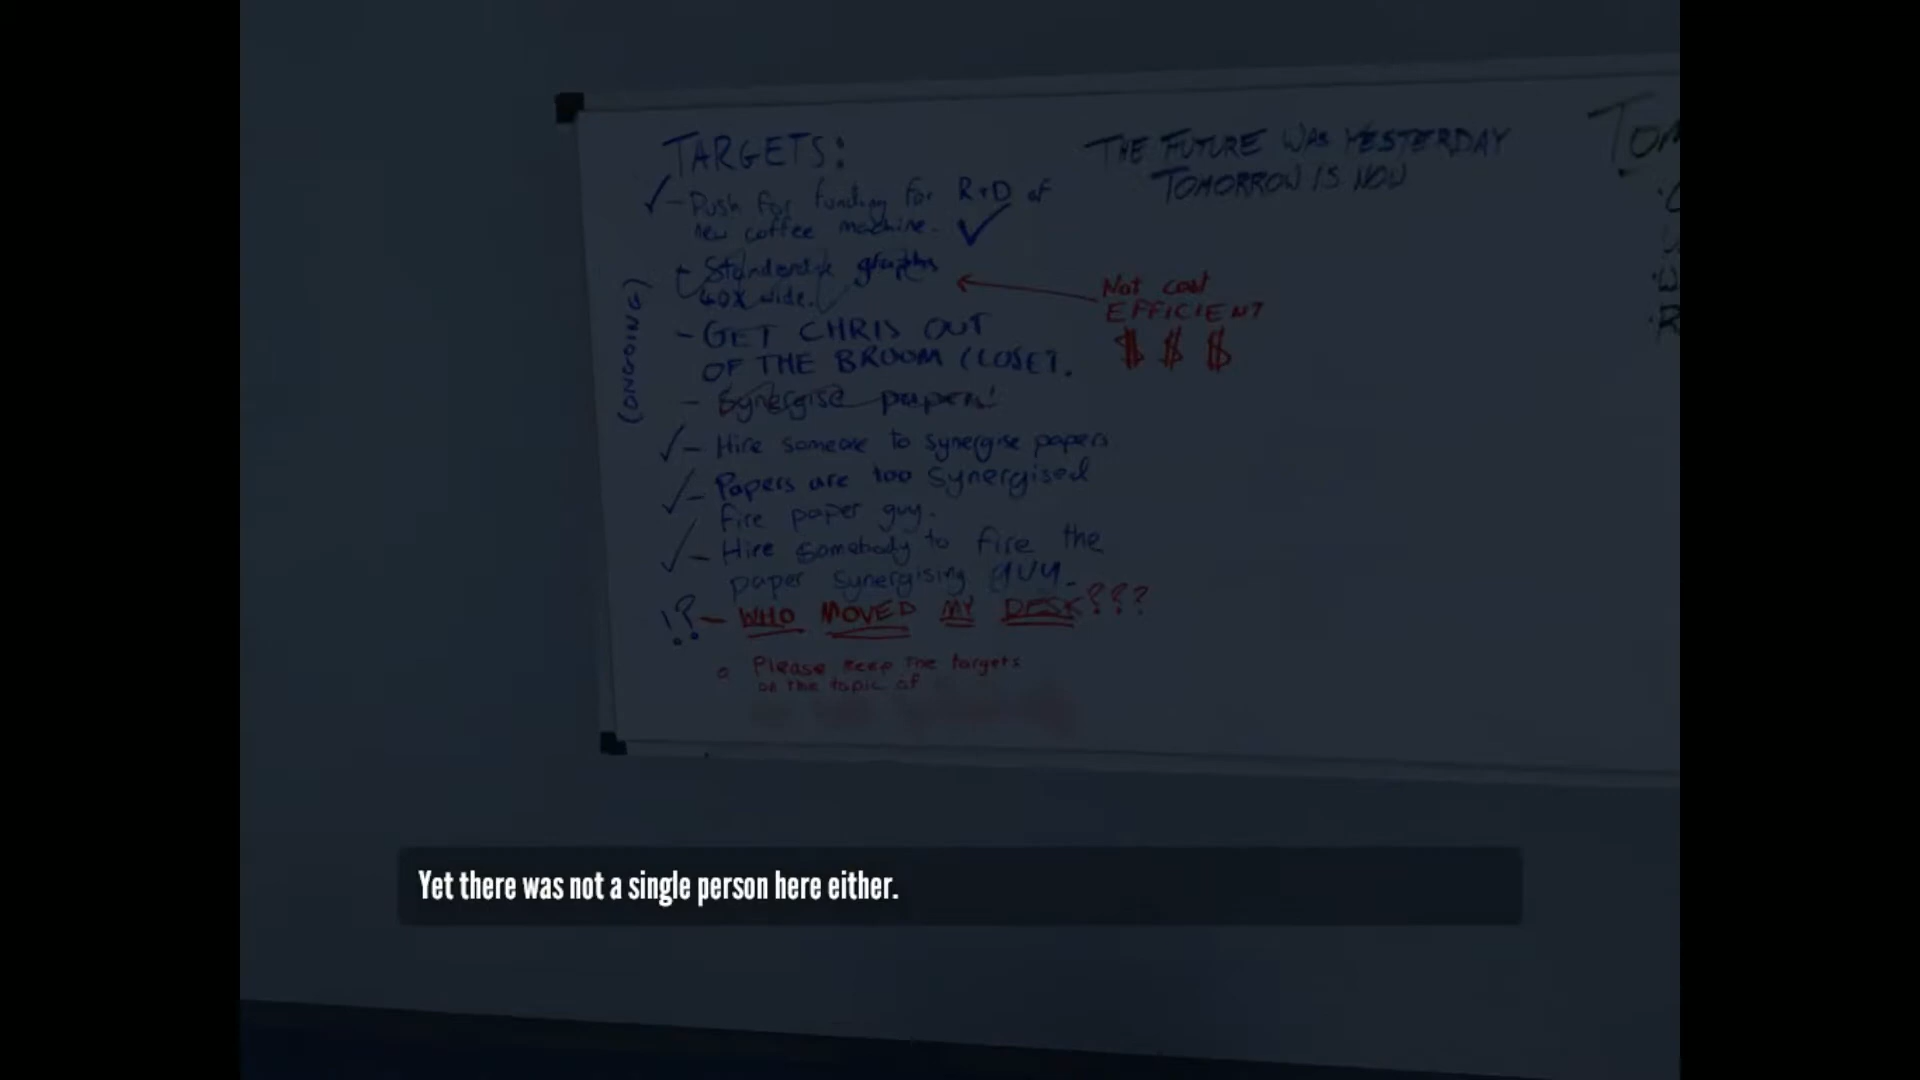 TARGETS:
- Push for funding for R+D of
new coffee machine.
- Standardise graphs
40X wide.
(ONGOING)
- GET CHRIS OUT
OF THE BROOM CLOSET.
- Synergise papers!
- Hire someone to synergise papers
- Papers are too synergised
fire paper guy.
- Hire somebody to fire the
paper synergising guy.
!? - WHO MOVED MY DESK???
o Please keep the targets
on the topic of
THE FUTURE WAS YESTERDAY
TOMORROW IS NOW
Not cost
EFFICIENT
$ $ $
Yet there was not a single person here either.